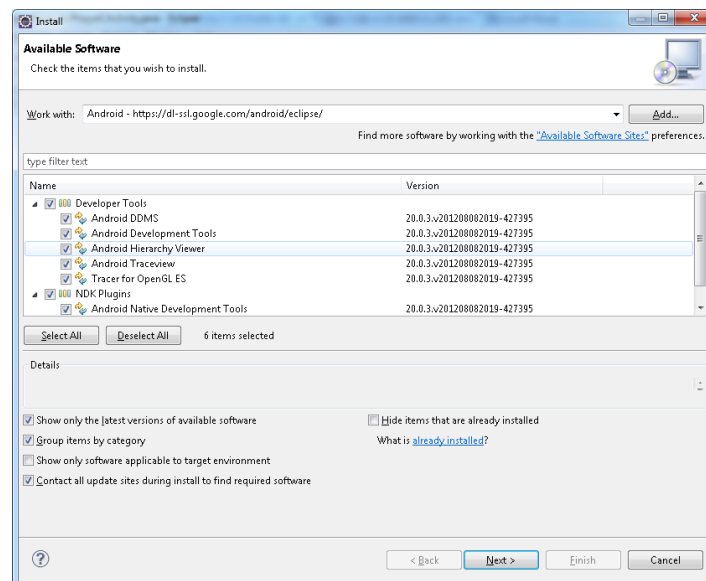 Install
Available Software
Check the items that you wish to install.
Work with: Android - https://dl-ssl.google.com/android/eclipse/ Add...
Find more software by working with the "Available Software Sites" preferences.
type filter text
Name Version
Developer Tools
Android DDMS 20.0.3.v201208082019-427395
Android Development Tools 20.0.3.v201208082019-427395
Android Hierarchy Viewer 20.0.3.v201208082019-427395
Android Traceview 20.0.3.v201208082019-427395
Tracer for OpenGL ES 20.0.3.v201208082019-427395
NDK Plugins
Android Native Development Tools 20.0.3.v201208082019-427395
Select All Deselect All 6 items selected
Details
Show only the latest versions of available software Hide items that are already installed
Group items by category What is already installed?
Show only software applicable to target environment
Contact all update sites during install to find required software
? < Back Next > Finish Cancel